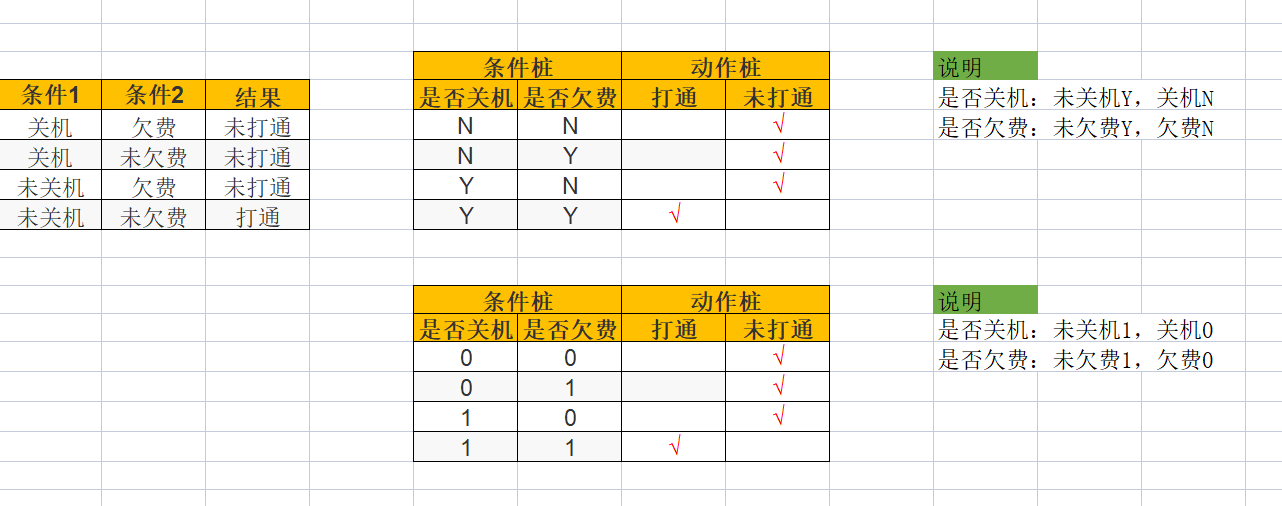 条件桩 动作桩 说明
条件1 条件2 结果 是否关机 是否欠费 打通 未打通 是否关机：未关机Y，关机N
关机 欠费 未打通 N N √ 是否欠费：未欠费Y，欠费N
关机 未欠费 未打通 N Y √
未关机 欠费 未打通 Y N √
未关机 未欠费 打通 Y Y √
条件桩 动作桩 说明
是否关机 是否欠费 打通 未打通 是否关机：未关机1，关机0
0 0 √ 是否欠费：未欠费1，欠费0
0 1 √
1 0 √
1 1 √